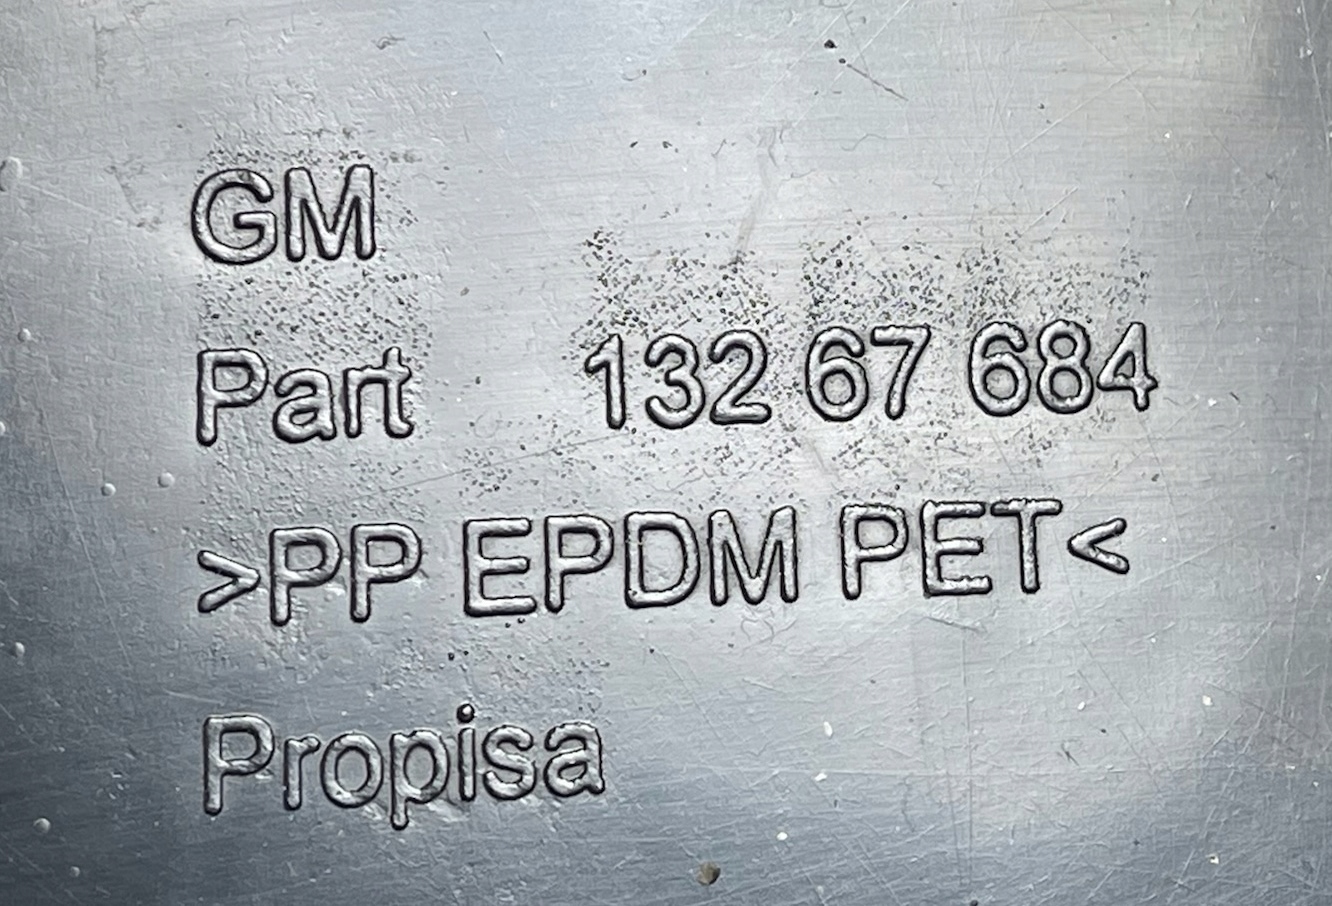 GM
Part 132 67 684
>PP EPDM PET<
Propisa